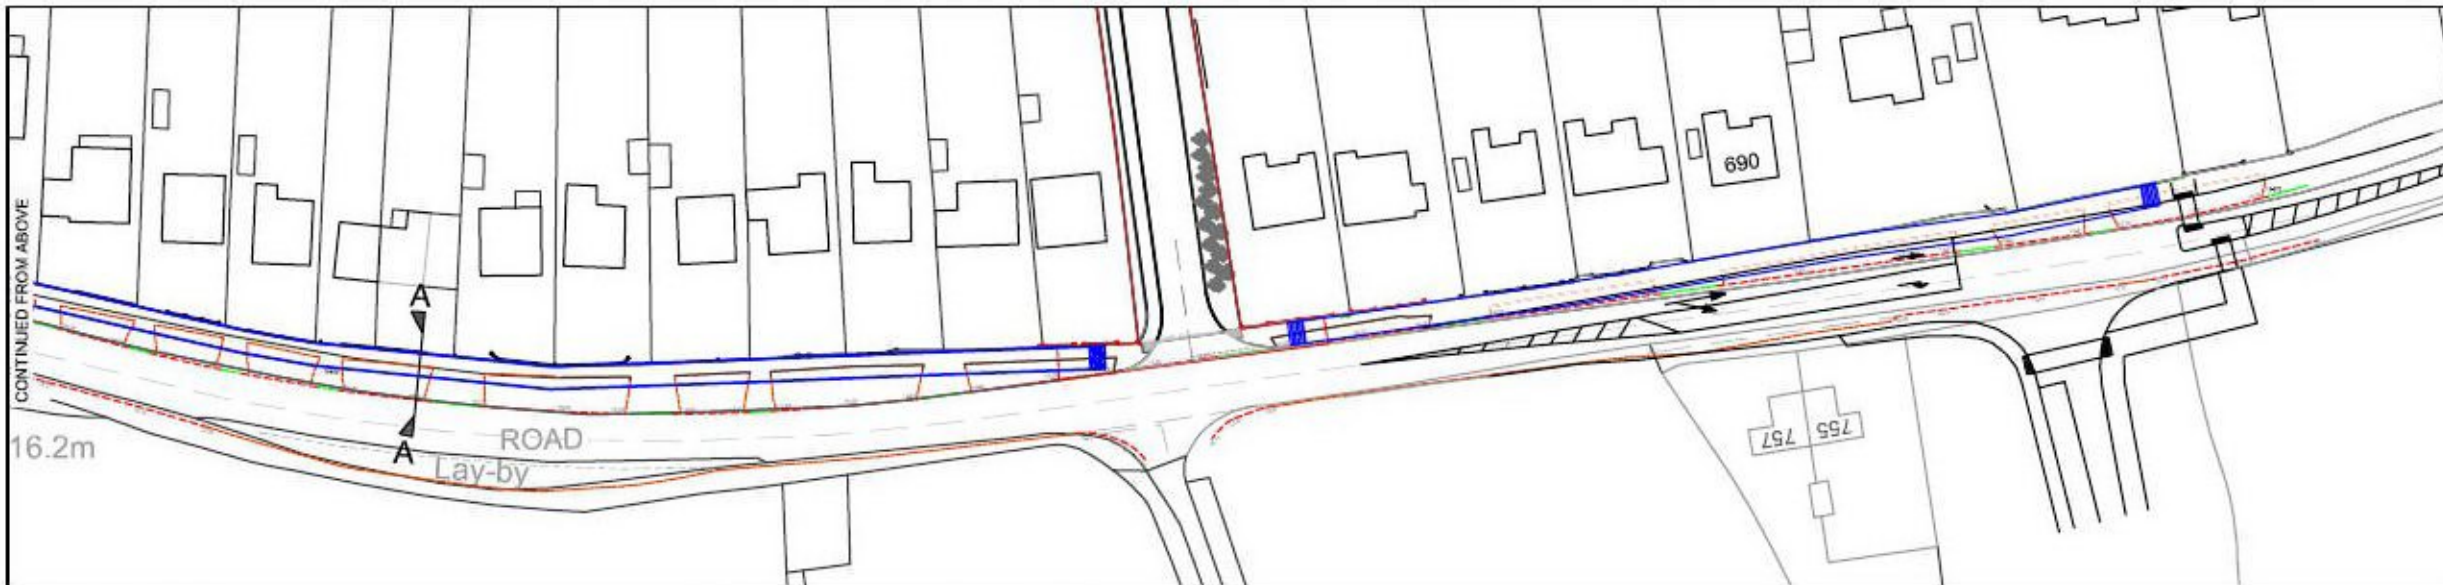 CONTINUED FROM ABOVE
690
A
A
ROAD
Lay-by
16.2m
757
755